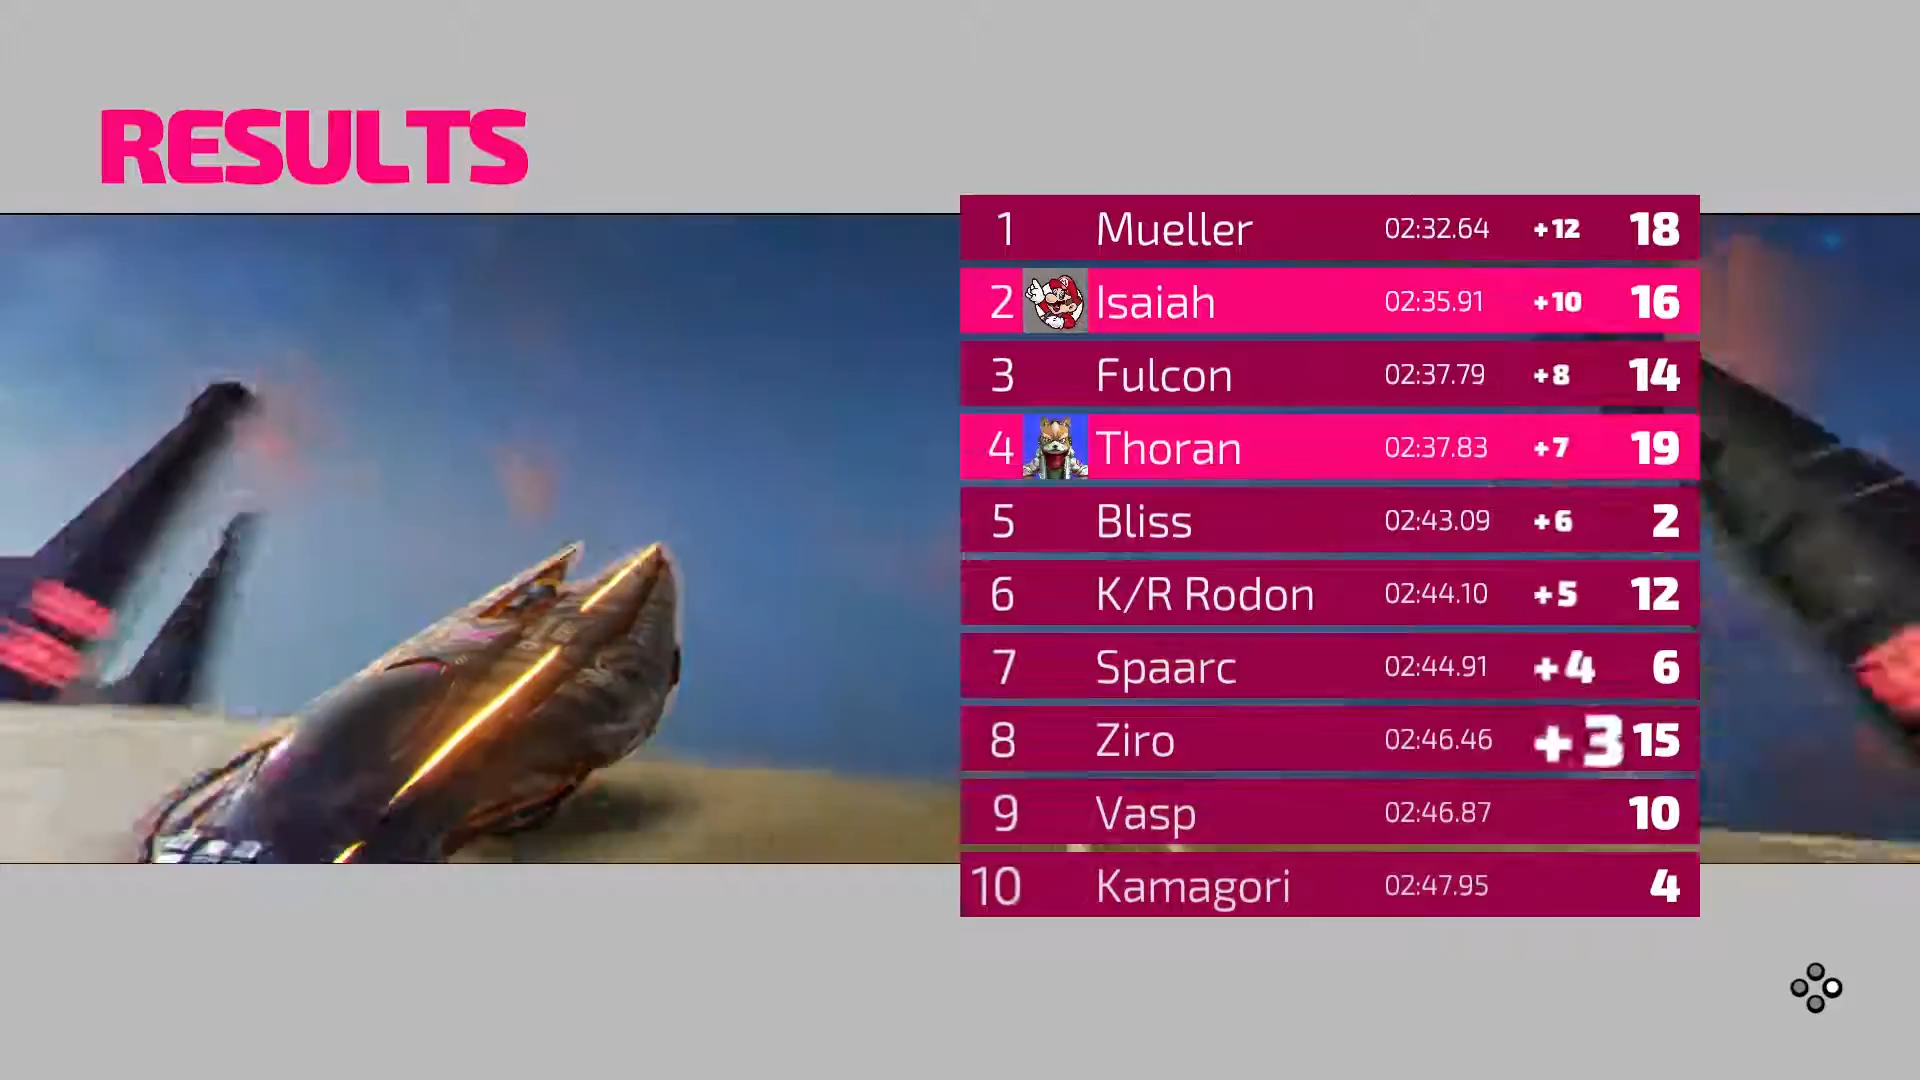 RESULTS
1 Mueller 02:32.64 +12 18
2 Isaiah 02:35.91 +10 16
3 Fulcon 02:37.79 +8 14
4 Thoran 02:37.83 +7 19
5 Bliss 02:43.09 +6 2
6 K/R Rodon 02:44.10 +5 12
7 Spaarc 02:44.91 +4 6
8 Ziro 02:46.46 +3 15
9 Vasp 02:46.87 10
10 Kamagori 02:47.95 4